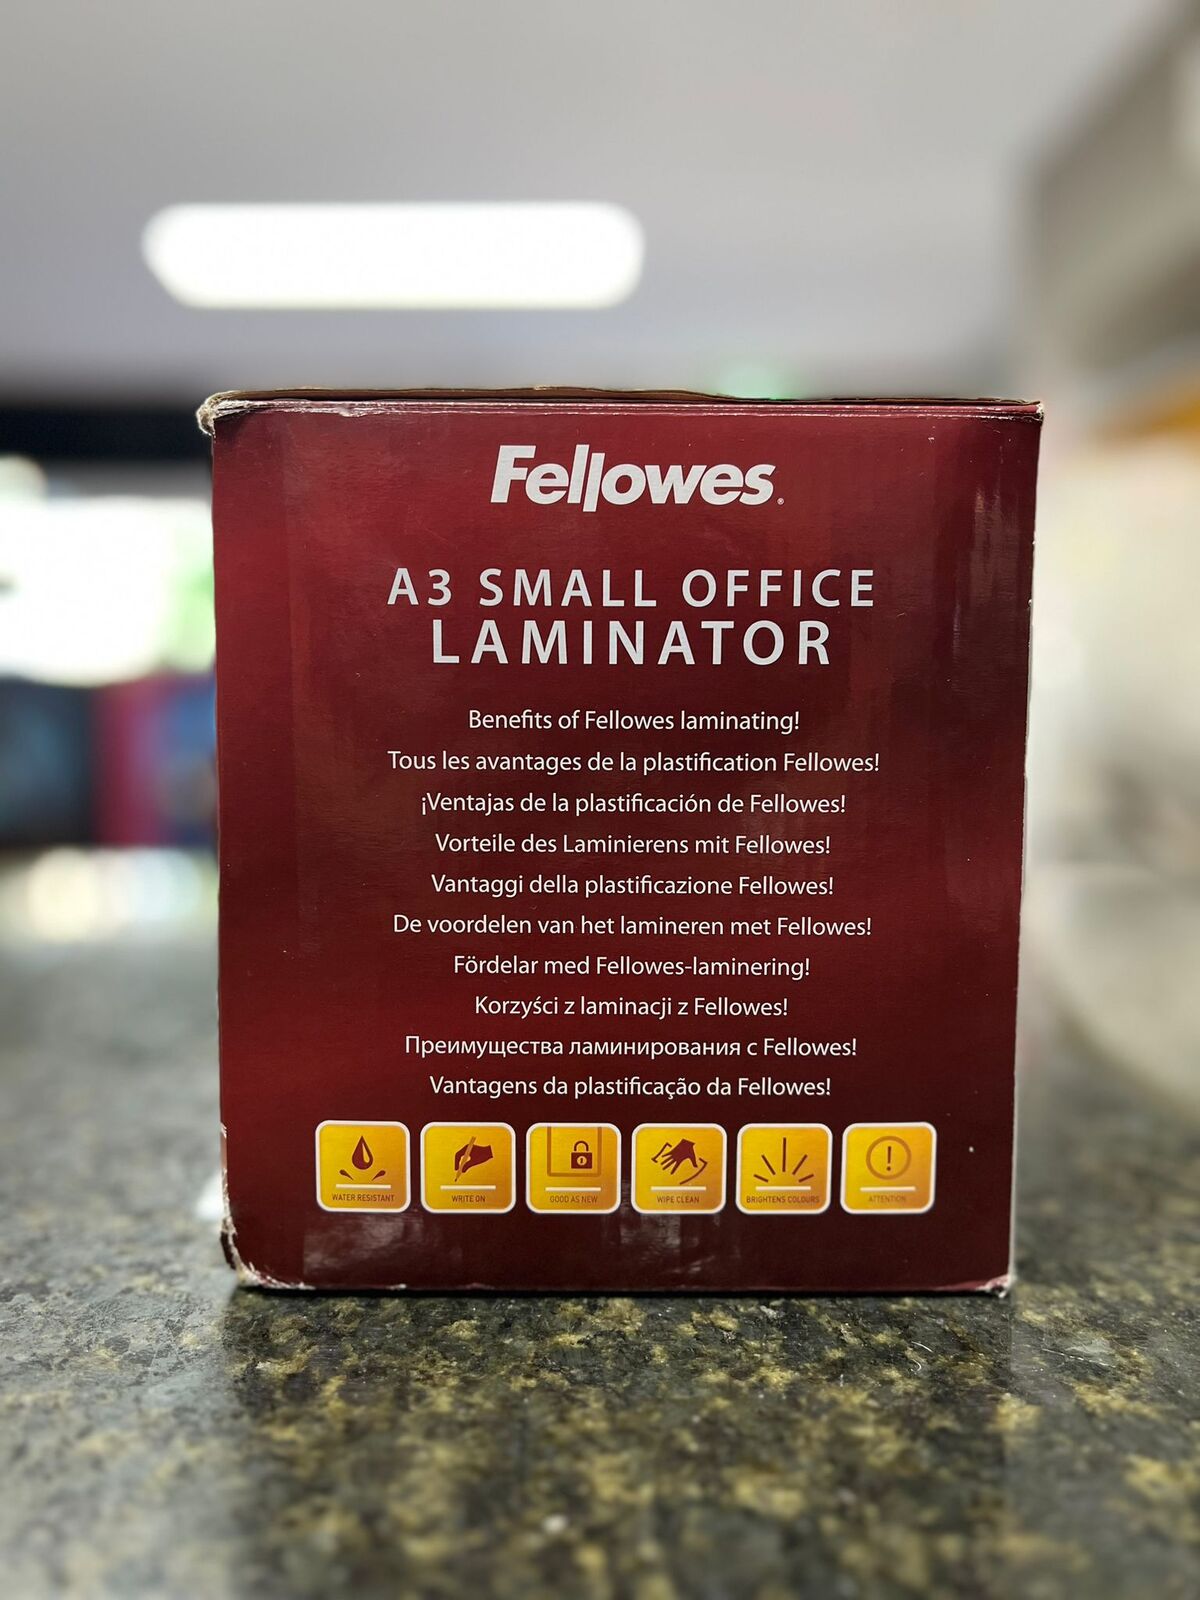 Fellowes®
A3 SMALL OFFICE
LAMINATOR
Benefits of Fellowes laminating!
Tous les avantages de la plastification Fellowes!
¡Ventajas de la plastificación de Fellowes!
Vorteile des Laminierens mit Fellowes!
Vantaggi della plastificazione Fellowes!
De voordelen van het lamineren met Fellowes!
Fördelar med Fellowes-laminering!
Korzyści z laminacji z Fellowes!
Преимущества ламинирования с Fellowes!
Vantagens da plastificação da Fellowes!
WATER RESISTANT WRITE ON GOOD AS NEW WIPE CLEAN BRIGHTENS COLOURS ATTENTION